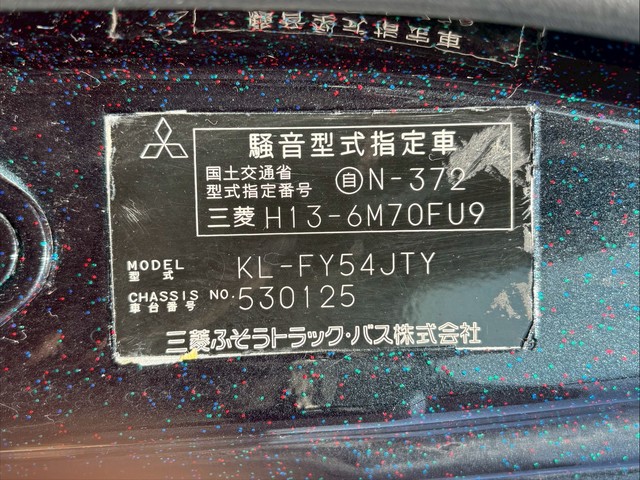 騒音型式指定車
国土交通省
型式指定番号 自N-372
三菱 H13-6M70FU9
MODEL
型式
KL-FY54JTY
CHASSIS NO.
車台番号
530125
三菱ふそうトラック・バス株式会社